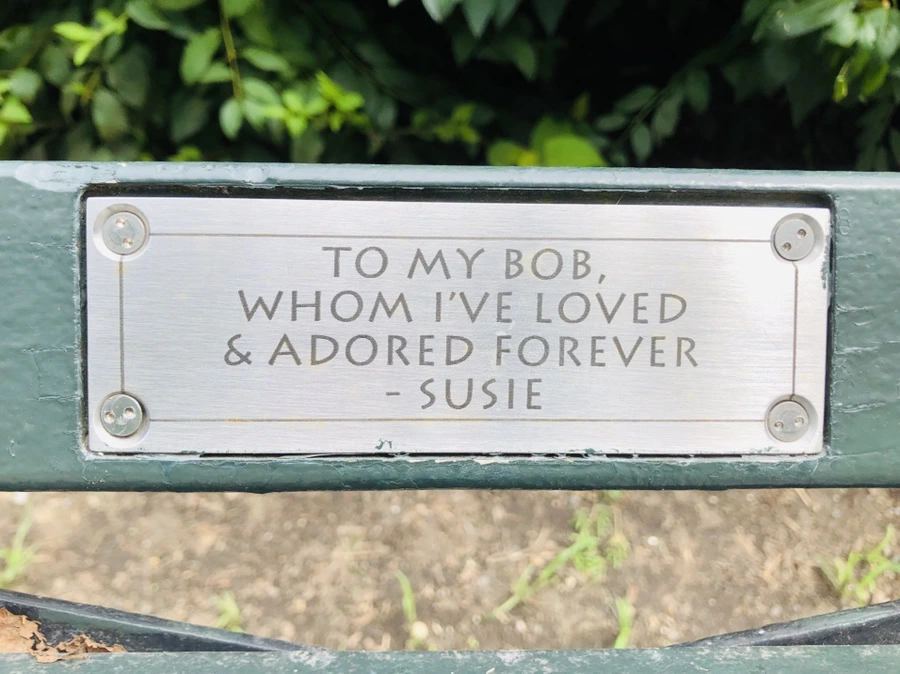 TO MY BOB,
WHOM I'VE LOVED
& ADORED FOREVER
- SUSIE